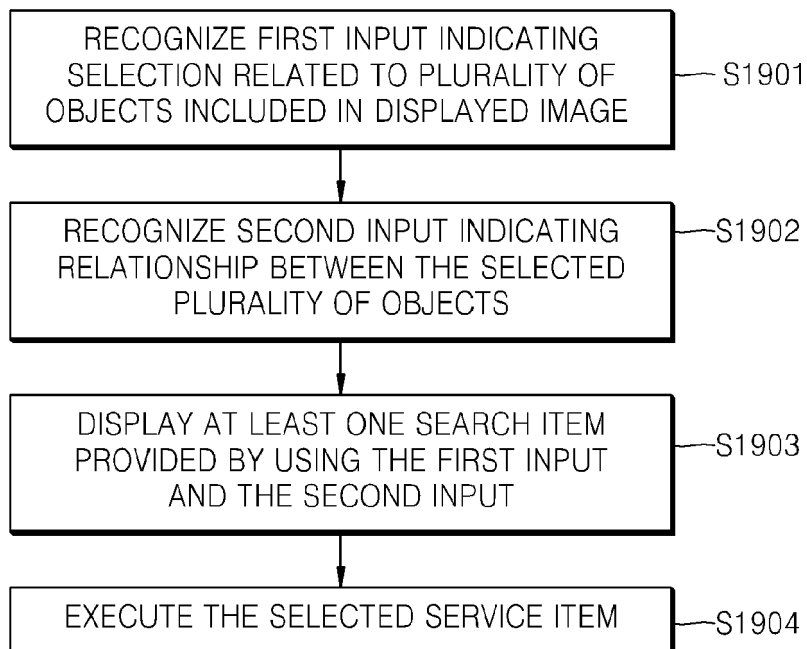 RECOGNIZE FIRST INPUT INDICATING
SELECTION RELATED TO PLURALITY OF
OBJECTS INCLUDED IN DISPLAYED IMAGE
S1901
RECOGNIZE SECOND INPUT INDICATING
RELATIONSHIP BETWEEN THE SELECTED
PLURALITY OF OBJECTS
S1902
DISPLAY AT LEAST ONE SEARCH ITEM
PROVIDED BY USING THE FIRST INPUT
AND THE SECOND INPUT
S1903
EXECUTE THE SELECTED SERVICE ITEM
S1904